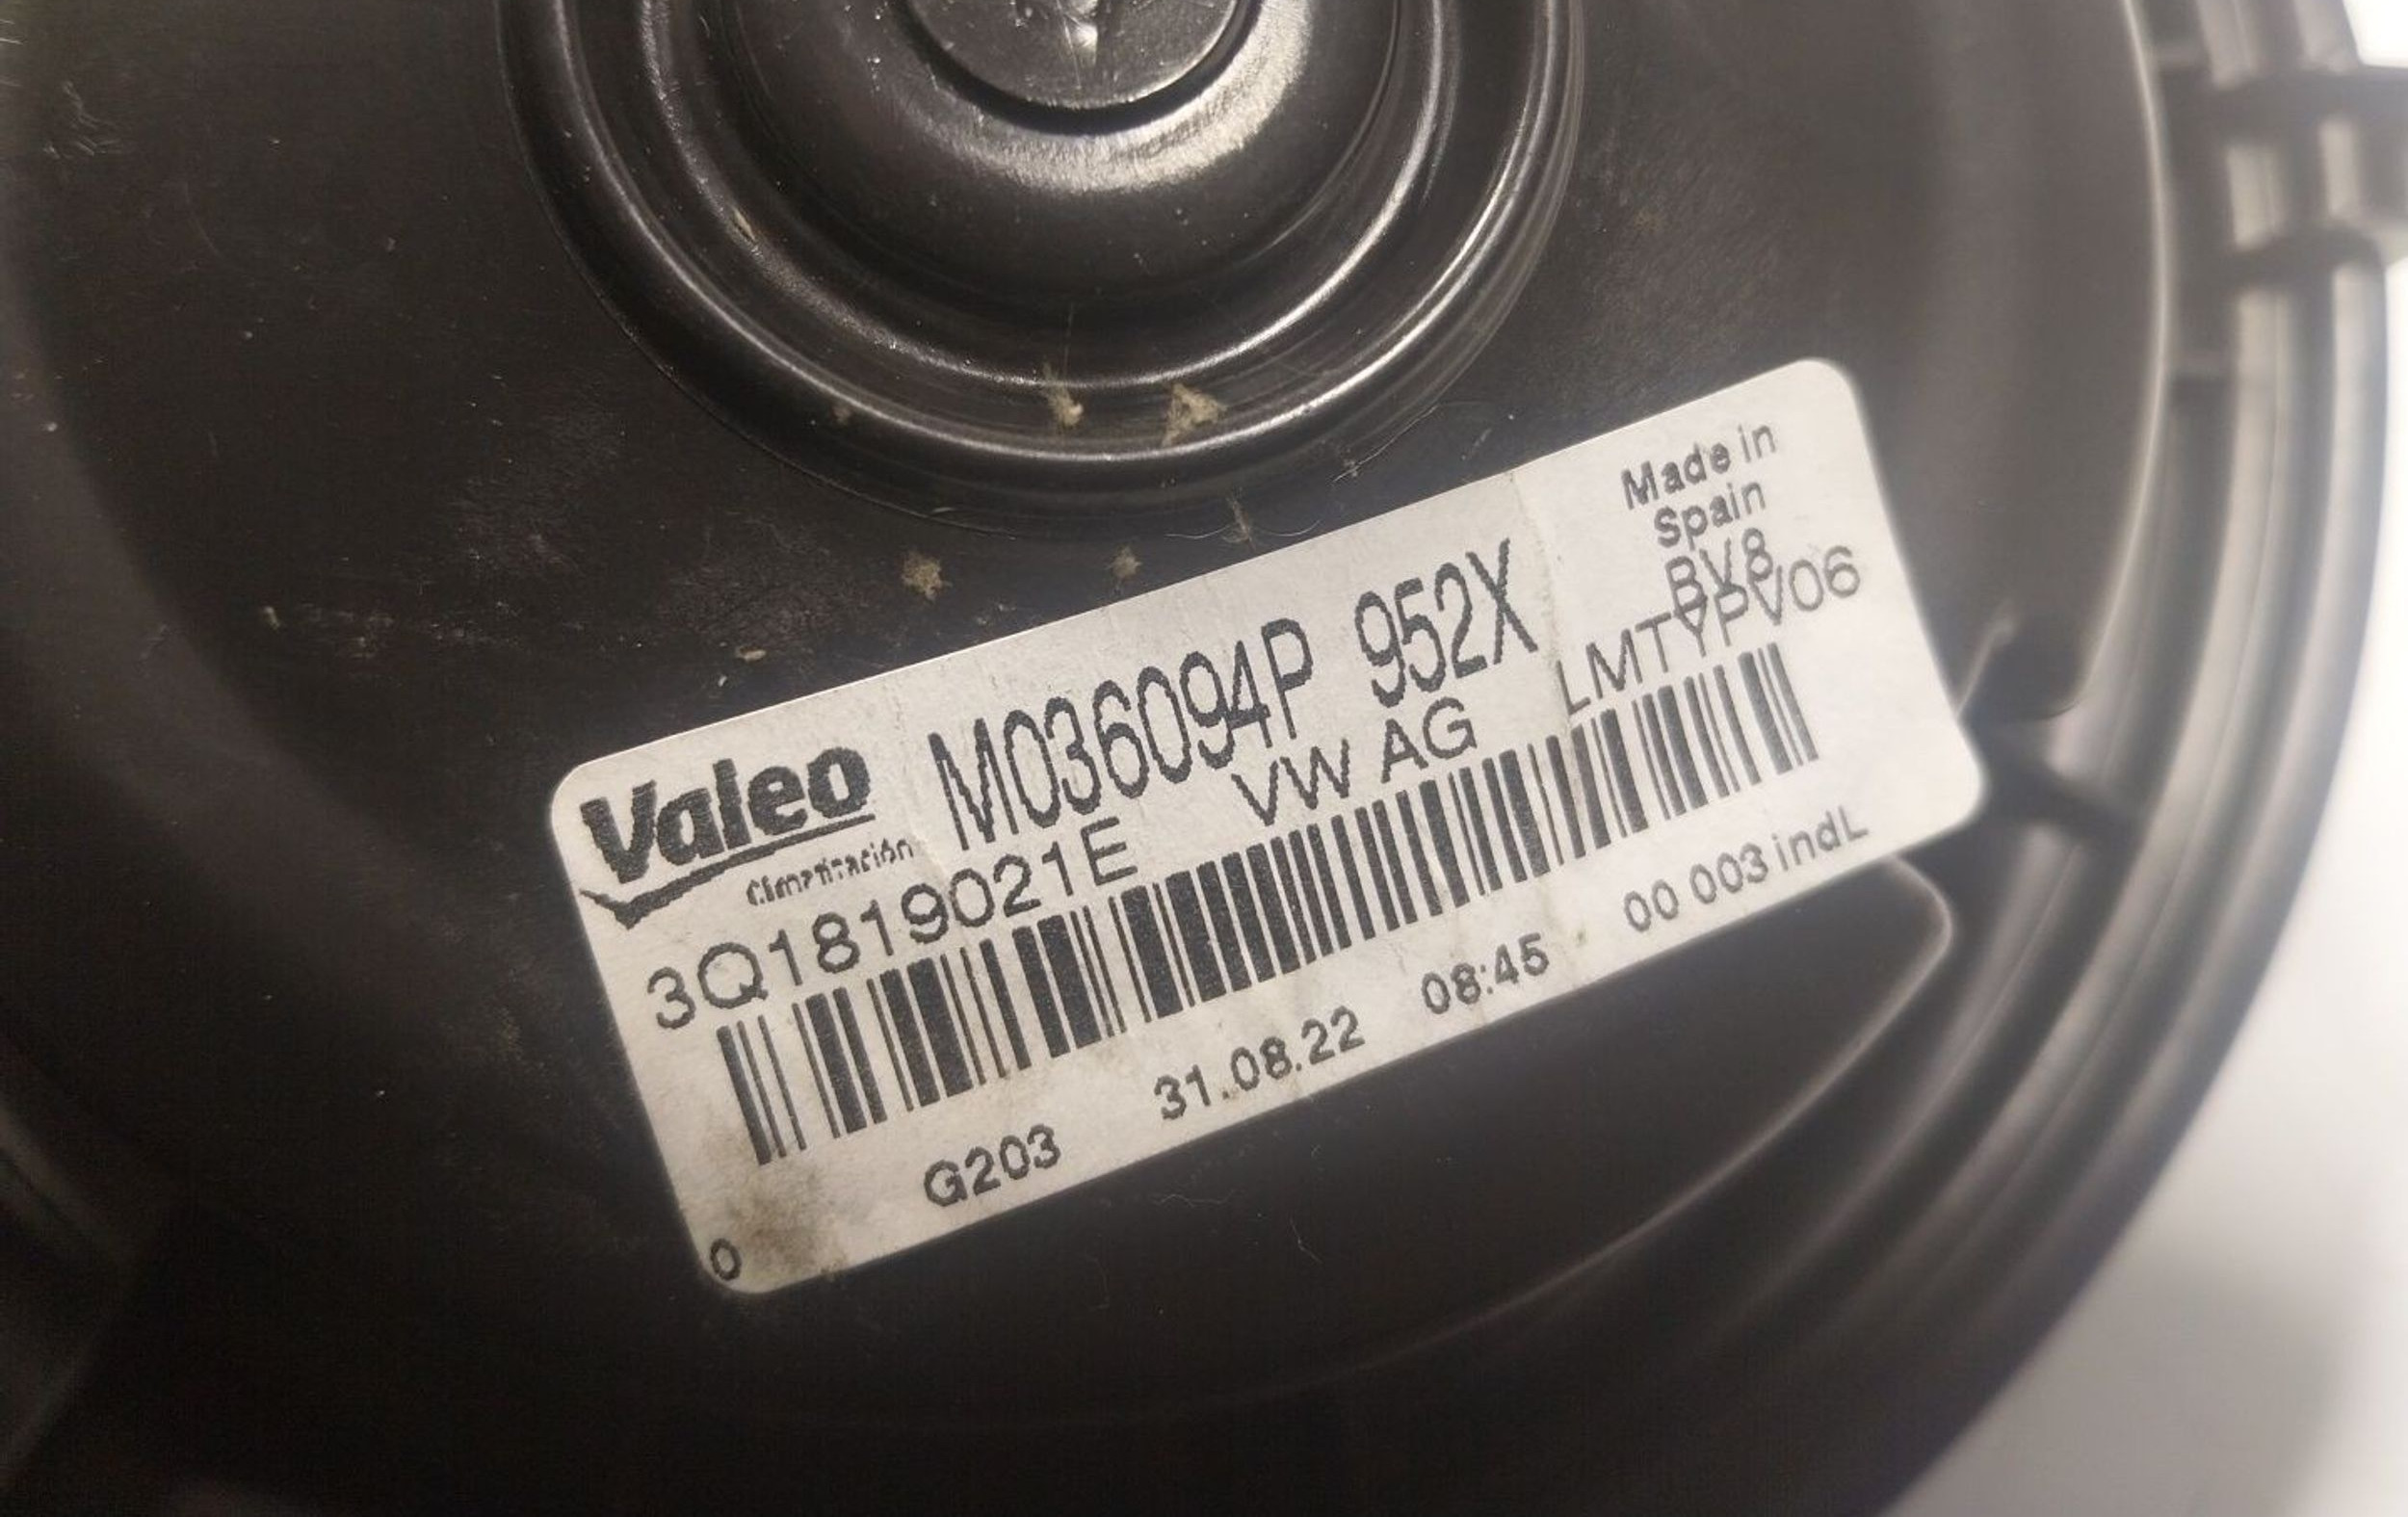 Made in
Spain
BV8
Valeo M036094P 952X
Climatización
3Q1819021E VW AG LMTYPV06
G203 31.08.22 08:45 00 003 indL
0